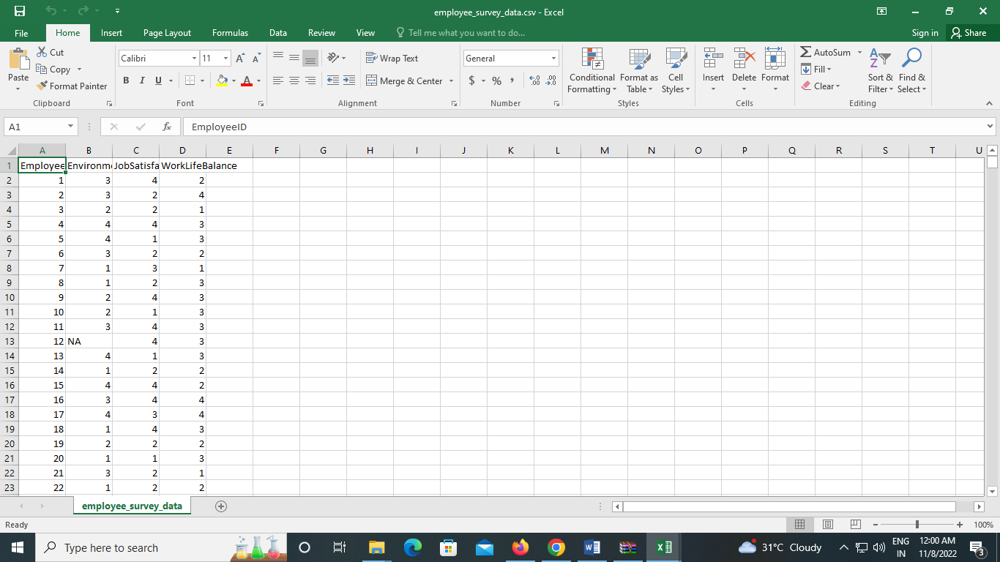 employee_survey_data.csv - Excel
File Home Insert Page Layout Formulas Data Review View Tell me what you want to do... Sign in Share
Paste Cut Copy Format Painter Clipboard
Calibri 11 B I U A Font
Wrap Text Merge & Center Alignment
General $ % , Number
Conditional Formatting Format as Table Cell Styles Styles
Insert Delete Format Cells
AutoSum Fill Clear Sort & Filter Find & Select Editing
A1 fx EmployeeID
A B C D E F G H I J K L M N O P Q R S T U
1 Employee Environme JobSatisfa WorkLifeBalance
2 1 3 4 2
3 2 3 2 4
4 3 2 2 1
5 4 4 4 3
6 5 4 1 3
7 6 3 2 2
8 7 1 3 1
9 8 1 2 3
10 9 2 4 3
11 10 2 1 3
12 11 3 4 3
13 12 NA 4 3
14 13 4 1 3
15 14 1 2 2
16 15 4 4 2
17 16 3 4 4
18 17 4 3 4
19 18 1 4 3
20 19 2 2 2
21 20 1 1 3
22 21 3 2 1
23 22 1 2 2
employee_survey_data
Ready 100%
Type here to search 31°C Cloudy ENG IN 12:00 AM 11/8/2022 3